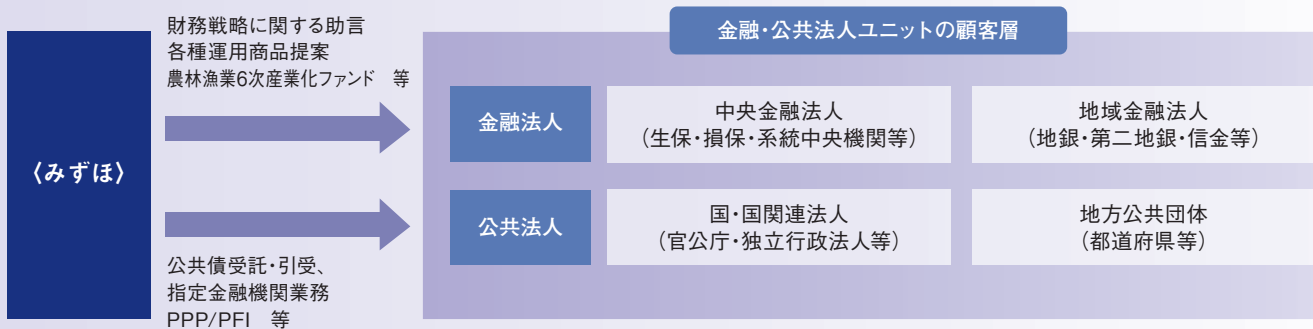 財務戦略に関する助言
各種運用商品提案
農林漁業6次産業化ファンド 等
〈みずほ〉
公共債受託・引受、
指定金融機関業務
PPP/PFI 等
金融・公共法人ユニットの顧客層
金融法人
中央金融法人
（生保・損保・系統中央機関等）
地域金融法人
（地銀・第二地銀・信金等）
公共法人
国・国関連法人
（官公庁・独立行政法人等）
地方公共団体
（都道府県等）